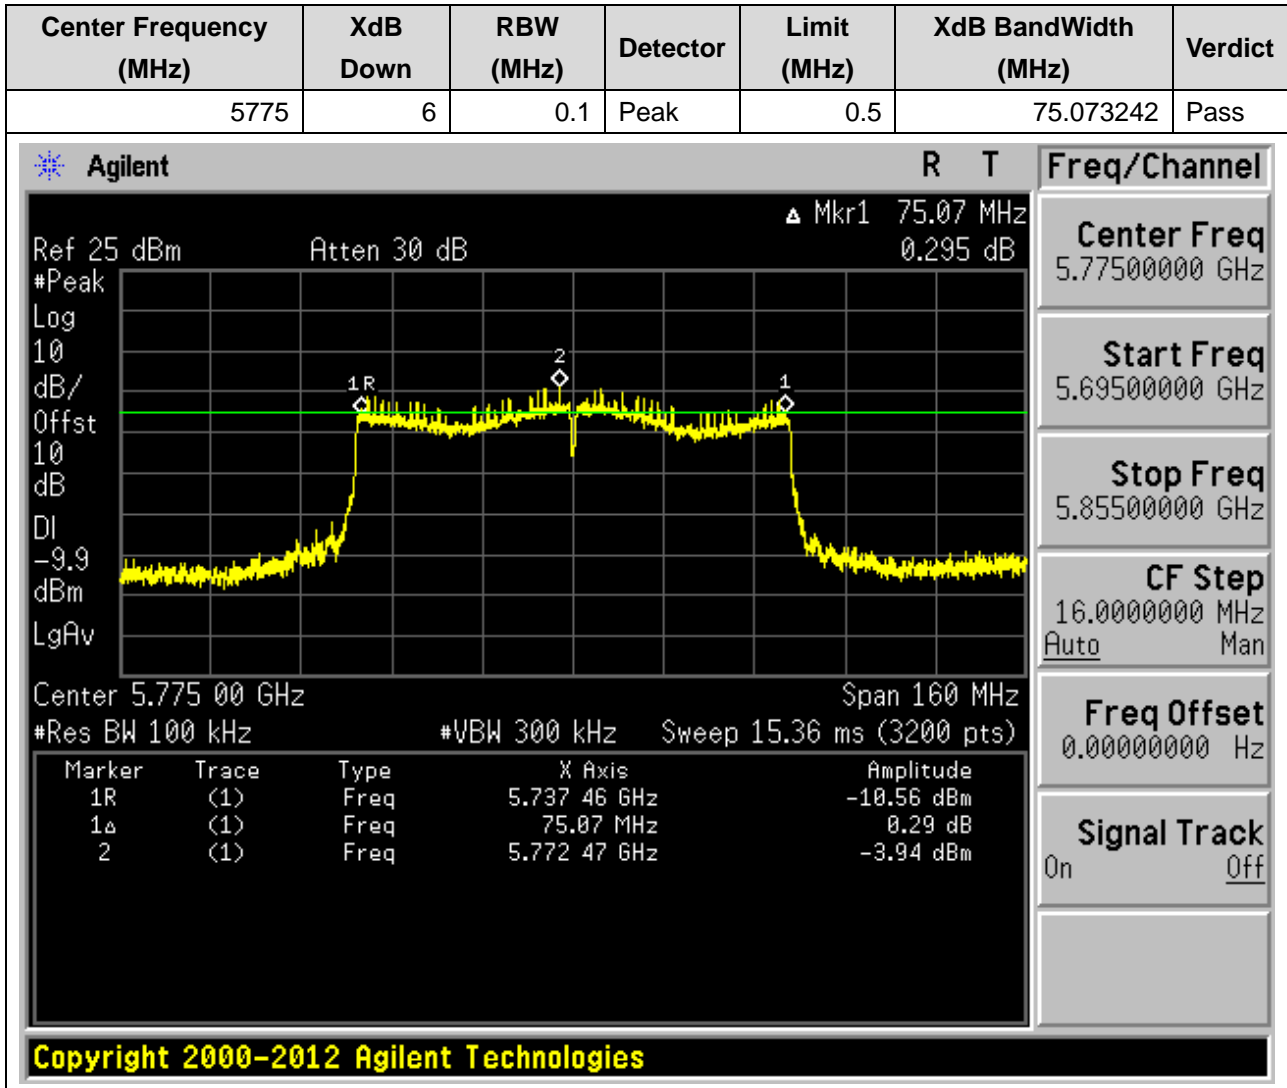 Center Frequency (MHz) XdB Down RBW (MHz) Detector Limit (MHz) XdB BandWidth (MHz) Verdict
5775 6 0.1 Peak 0.5 75.073242 Pass
Agilent R T
Δ Mkr1 75.07 MHz
Ref 25 dBm Atten 30 dB 0.295 dB
#Peak
Log
10
dB/
Offst
10
dB
DI
-9.9
dBm
LgAv
1R
2
1
Center 5.775 00 GHz Span 160 MHz
#Res BW 100 kHz #VBW 300 kHz Sweep 15.36 ms (3200 pts)
Marker Trace Type X Axis Amplitude
1R (1) Freq 5.737 46 GHz -10.56 dBm
1Δ (1) Freq 75.07 MHz 0.29 dB
2 (1) Freq 5.772 47 GHz -3.94 dBm
Freq/Channel
Center Freq
5.77500000 GHz
Start Freq
5.69500000 GHz
Stop Freq
5.85500000 GHz
CF Step
16.0000000 MHz
Auto Man
Freq Offset
0.00000000 Hz
Signal Track
On Off
Copyright 2000-2012 Agilent Technologies